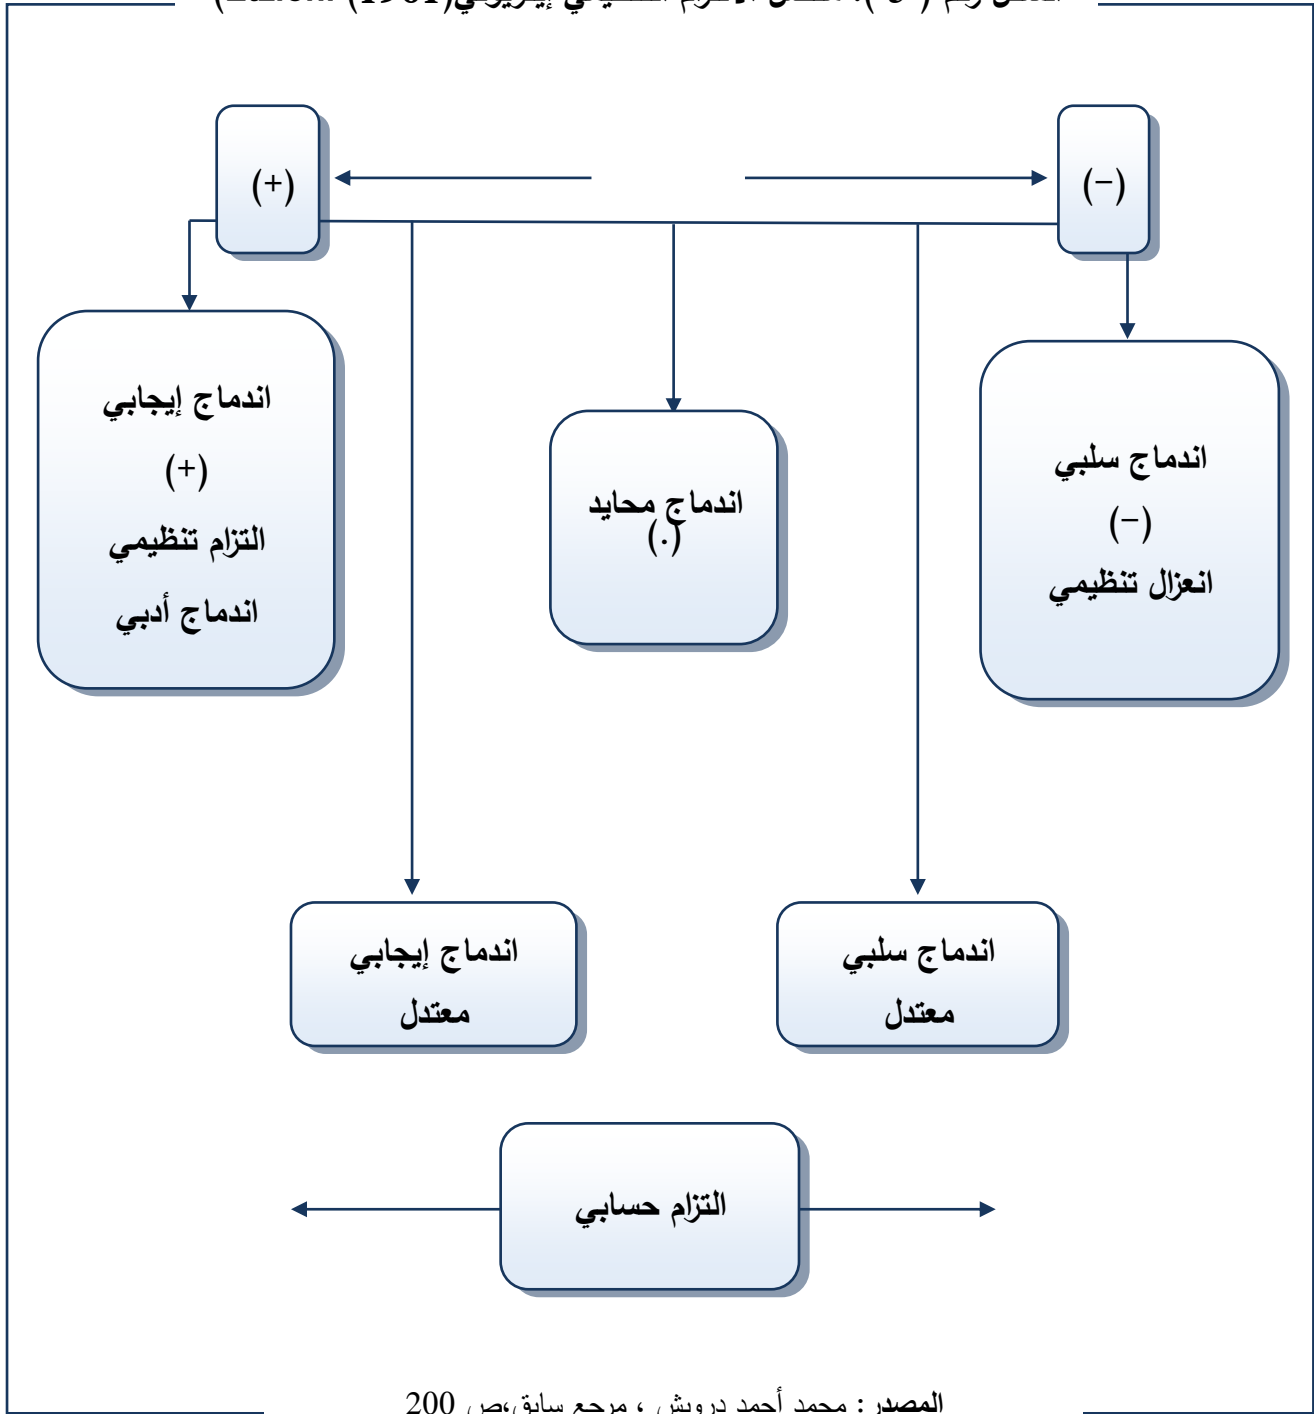 (1961)
(+)
(−)
اندماج إيجابي
(+)
التزام تنظيمي
اندماج أدبي
اندماج محايد
(.)
اندماج سلبي
(−)
انعزال تنظيمي
اندماج إيجابي
معتدل
اندماج سلبي
معتدل
التزام حسابي
المصدر: محمد أحمد درويش ، مرجع سابق،ص 200